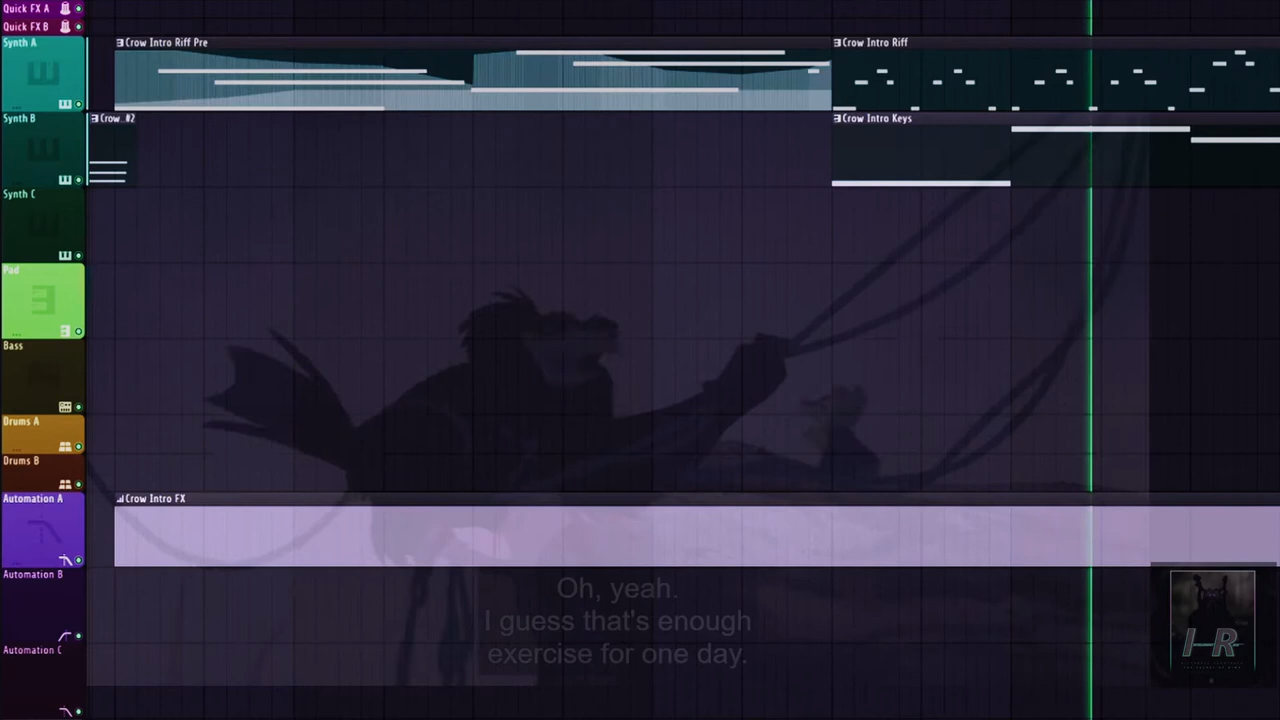 Quick FX A
Quick FX B
Synth A
Crow Intro Riff Pre
Crow Intro Riff
Synth B
Crow...#2
Crow Intro Keys
Synth C
Pad
Bass
Drums A
Drums B
Automation A
Crow Intro FX
Automation B
Oh, yeah.
I guess that's enough
exercise for one day.
I-R
Automation C